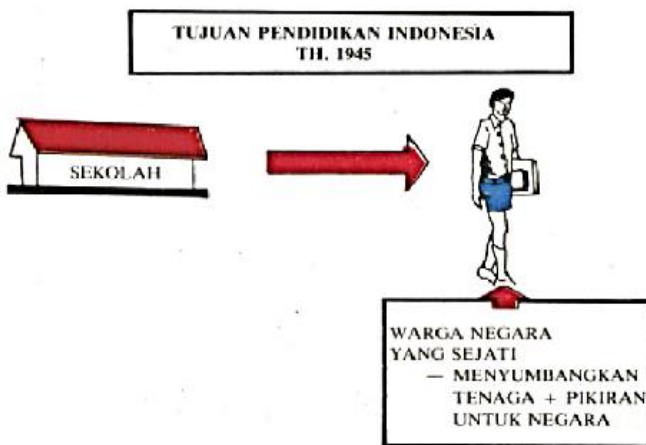 TUJUAN PENDIDIKAN INDONESIA
TH. 1945
SEKOLAH
WARGA NEGARA
YANG SEJATI
— MENYUMBANGKAN
TENAGA + PIKIRAN
UNTUK NEGARA